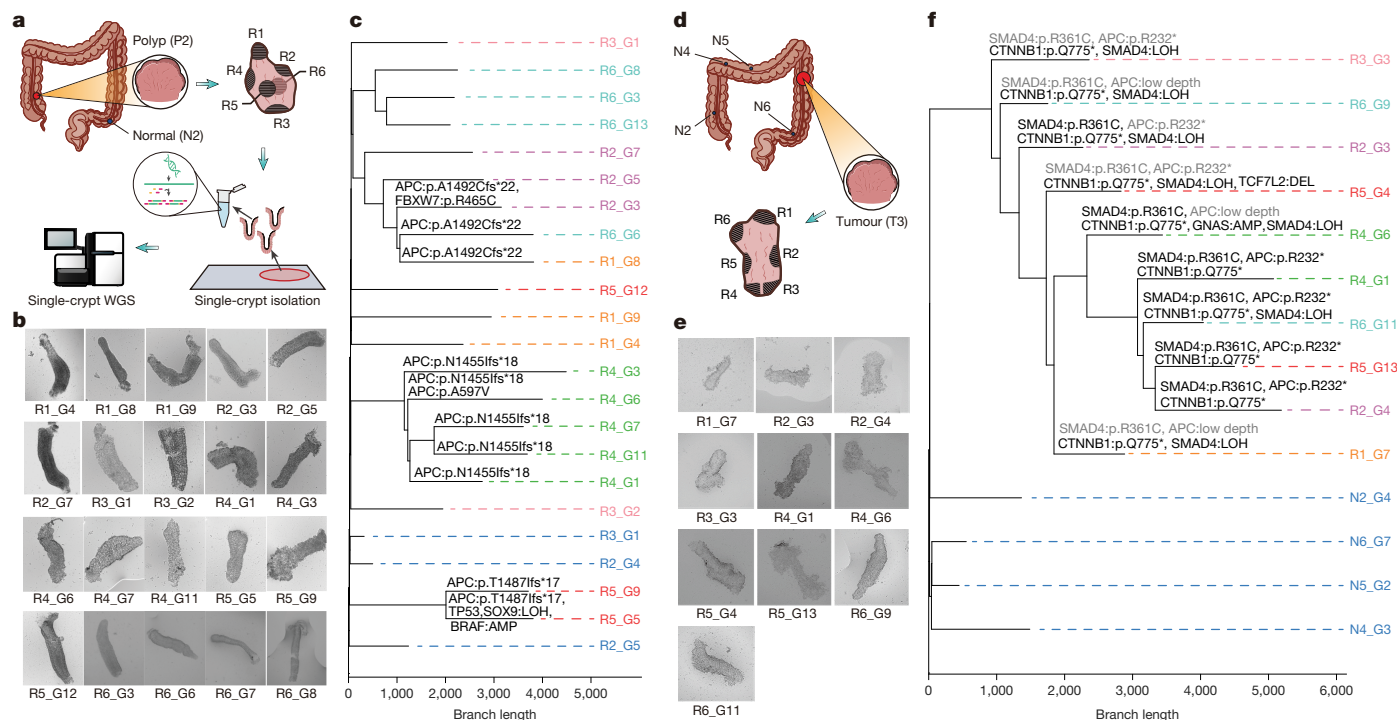 a
Polyp (P2)
Normal (N2)
R1
R2
R4
R6
R5
R3
Single-crypt WGS
Single-crypt isolation
b
R1_G4
R1_G8
R1_G9
R2_G3
R2_G5
R2_G7
R3_G1
R3_G2
R4_G1
R4_G3
R4_G6
R4_G7
R4_G11
R5_G5
R5_G9
R5_G12
R6_G3
R6_G6
R6_G7
R6_G8
c
R3_G1
R6_G8
R6_G3
R6_G13
R2_G7
R2_G5
APC:p.A1492Cfs*22,
FBXW7:p.R465C
R2_G3
APC:p.A1492Cfs*22
R6_G6
APC:p.A1492Cfs*22
R1_G8
R5_G12
R1_G9
R1_G4
APC:p.N1455Ifs*18
R4_G3
APC:p.N1455Ifs*18
APC:p.A597V
R4_G6
APC:p.N1455Ifs*18
R4_G7
APC:p.N1455Ifs*18
R4_G11
APC:p.N1455Ifs*18
R4_G1
R3_G2
R3_G1
R2_G4
APC:p.T1487Ifs*17
R5_G9
APC:p.T1487Ifs*17,
TP53,SOX9:LOH,
R5_G5
BRAF:AMP
R2_G5
0
1,000
2,000
3,000
4,000
5,000
Branch length
d
N5
N4
N6
N2
Tumour (T3)
R1
R6
R2
R5
R4
R3
e
R1_G7
R2_G3
R2_G4
R3_G3
R4_G1
R4_G6
R5_G4
R5_G13
R6_G9
R6_G11
f
SMAD4:p.R361C, APC:p.R232*
CTNNB1:p.Q775*, SMAD4:LOH
R3_G3
SMAD4:p.R361C, APC:low depth
CTNNB1:p.Q775*, SMAD4:LOH
R6_G9
SMAD4:p.R361C, APC:p.R232*
CTNNB1:p.Q775*, SMAD4:LOH
R2_G3
SMAD4:p.R361C, APC:p.R232*
CTNNB1:p.Q775*, SMAD4:LOH, TCF7L2:DEL
R5_G4
SMAD4:p.R361C, APC:low depth
CTNNB1:p.Q775*, GNAS:AMP, SMAD4:LOH
R4_G6
SMAD4:p.R361C, APC:p.R232*
CTNNB1:p.Q775*
R4_G1
SMAD4:p.R361C, APC:p.R232*
CTNNB1:p.Q775*, SMAD4:LOH
R6_G11
SMAD4:p.R361C, APC:p.R232*
CTNNB1:p.Q775*
R5_G13
SMAD4:p.R361C, APC:p.R232*
CTNNB1:p.Q775*
R2_G4
SMAD4:p.R361C, APC:low depth
CTNNB1:p.Q775*, SMAD4:LOH
R1_G7
N2_G4
N6_G7
N5_G2
N4_G3
0
1,000
2,000
3,000
4,000
5,000
6,000
Branch length